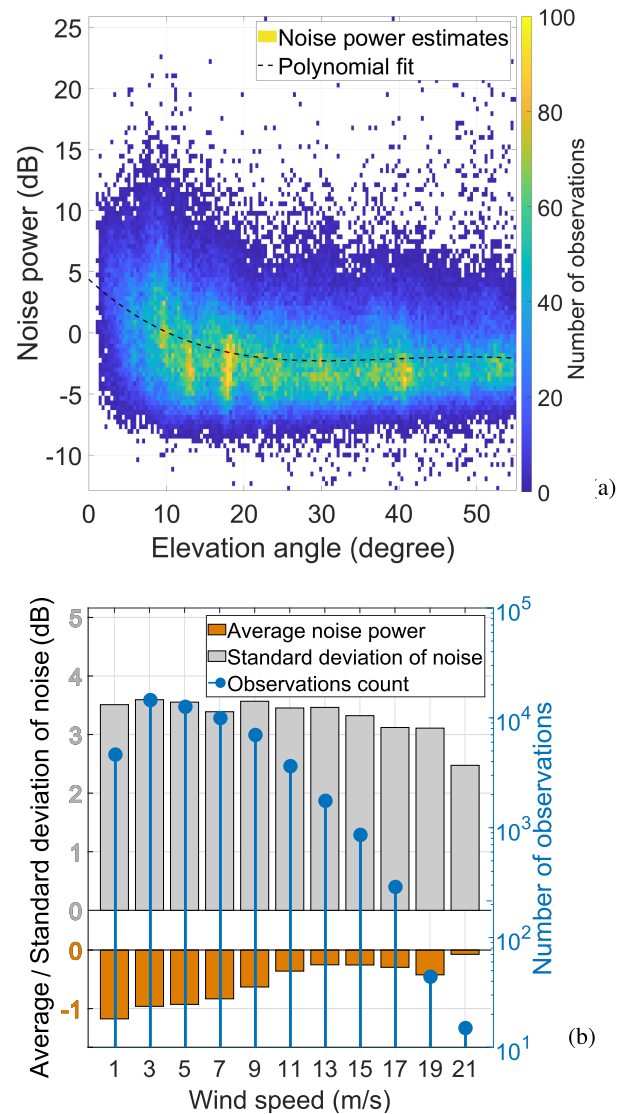 25
20
15
10
5
0
-5
-10
Noise power (dB)
Noise power estimates
Polynomial fit
0 10 20 30 40 50
Elevation angle (degree)
100
80
60
40
20
0
Number of observations
a)
5
4
3
2
1
0
0
-1
Average / Standard deviation of noise (dB)
Average noise power
Standard deviation of noise
Observations count
10^5
10^4
10^3
10^2
10^1
Number of observations
1 3 5 7 9 11 13 15 17 19 21
Wind speed (m/s)
(b)